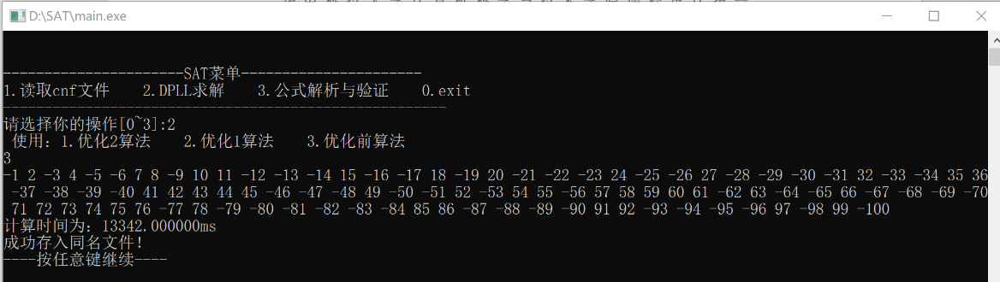 D:\SAT\main.exe
----------------------SAT菜单----------------------
1.读取cnf文件    2.DPLL求解    3.公式解析与验证    0.exit
------------------------------------------------------
请选择你的操作[0~3]:2
 使用：1.优化2算法    2.优化1算法    3.优化前算法
3
-1 2 -3 4 -5 -6 7 8 -9 10 11 -12 -13 -14 15 -16 -17 18 -19 20 -21 -22 -23 24 -25 -26 27 -28 -29 -30 -31 32 -33 -34 35 36
 -37 -38 -39 -40 41 42 43 44 45 -46 -47 -48 49 -50 -51 52 -53 54 55 -56 57 58 59 60 61 -62 63 -64 -65 66 -67 -68 -69 -70
 71 72 73 74 75 76 -77 78 -79 -80 -81 -82 -83 -84 85 86 -87 -88 -89 -90 91 92 -93 -94 -95 -96 97 -98 99 -100
计算时间为：13342.000000ms
成功存入同名文件！
----按任意键继续----